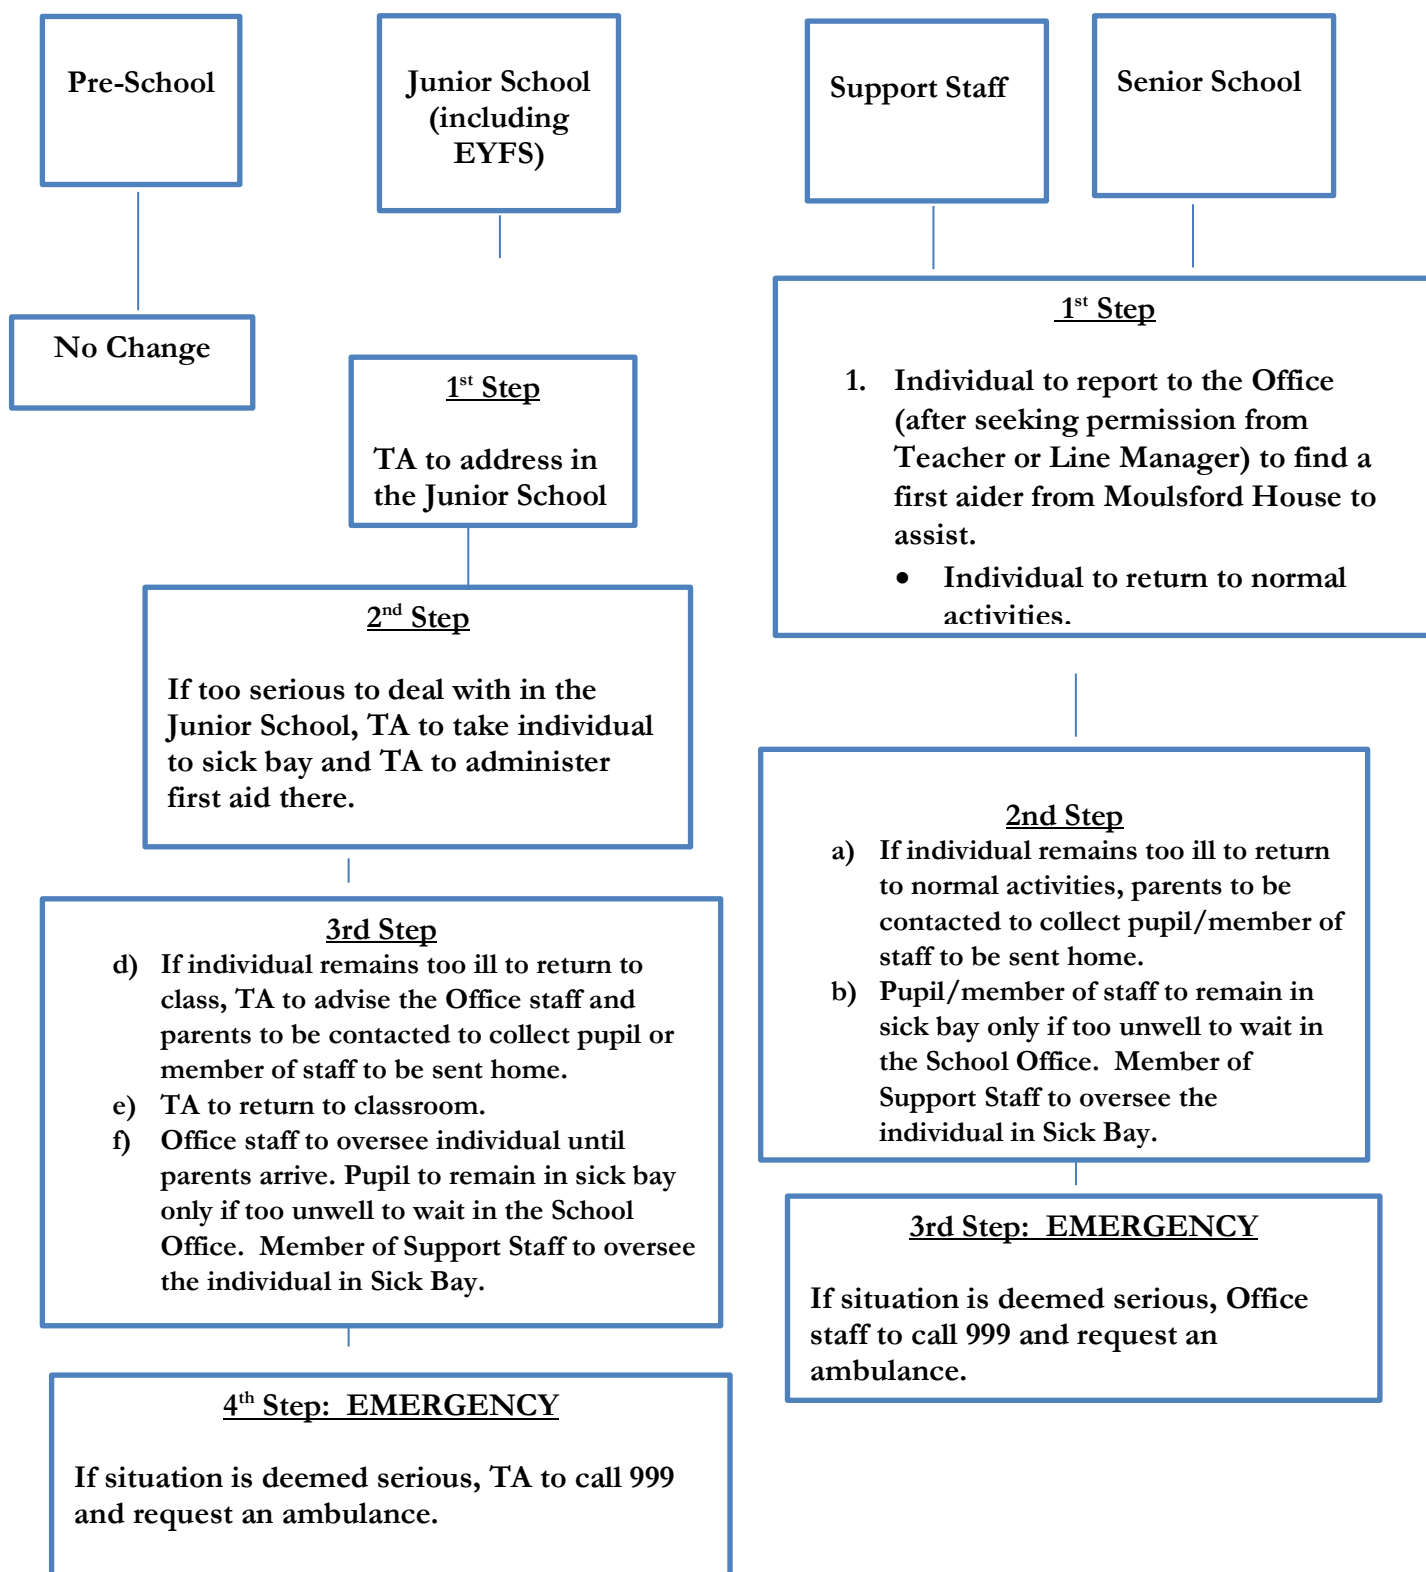 Pre-School
Junior School
(including
EYFS)
Support Staff
Senior School
No Change
1st Step
TA to address in
the Junior School
2nd Step
If too serious to deal with in the
Junior School, TA to take individual
to sick bay and TA to administer
first aid there.
3rd Step
d) If individual remains too ill to return to
class, TA to advise the Office staff and
parents to be contacted to collect pupil or
member of staff to be sent home.
e) TA to return to classroom.
f) Office staff to oversee individual until
parents arrive. Pupil to remain in sick bay
only if too unwell to wait in the School
Office.  Member of Support Staff to oversee
the individual in Sick Bay.
4th Step:  EMERGENCY
If situation is deemed serious, TA to call 999
and request an ambulance.
1st Step
1. Individual to report to the Office
(after seeking permission from
Teacher or Line Manager) to find a
first aider from Moulsford House to
assist.
• Individual to return to normal
activities.
2nd Step
a) If individual remains too ill to return
to normal activities, parents to be
contacted to collect pupil/member of
staff to be sent home.
b) Pupil/member of staff to remain in
sick bay only if too unwell to wait in
the School Office.  Member of
Support Staff to oversee the
individual in Sick Bay.
3rd Step:  EMERGENCY
If situation is deemed serious, Office
staff to call 999 and request an
ambulance.